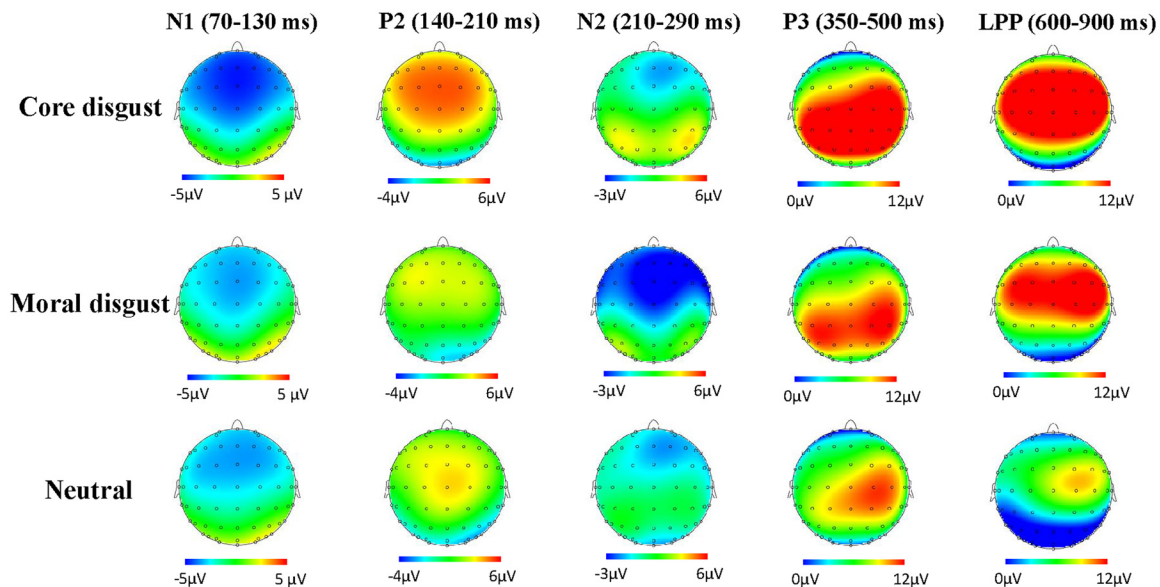 N1 (70-130 ms) P2 (140-210 ms) N2 (210-290 ms) P3 (350-500 ms) LPP (600-900 ms)
Core disgust
-5μV 5 μV -4μV 6μV -3μV 6μV 0μV 12μV 0μV 12μV
Moral disgust
-5μV 5 μV -4μV 6μV -3μV 6μV 0μV 12μV 0μV 12μV
Neutral
-5μV 5 μV -4μV 6μV -3μV 6μV 0μV 12μV 0μV 12μV